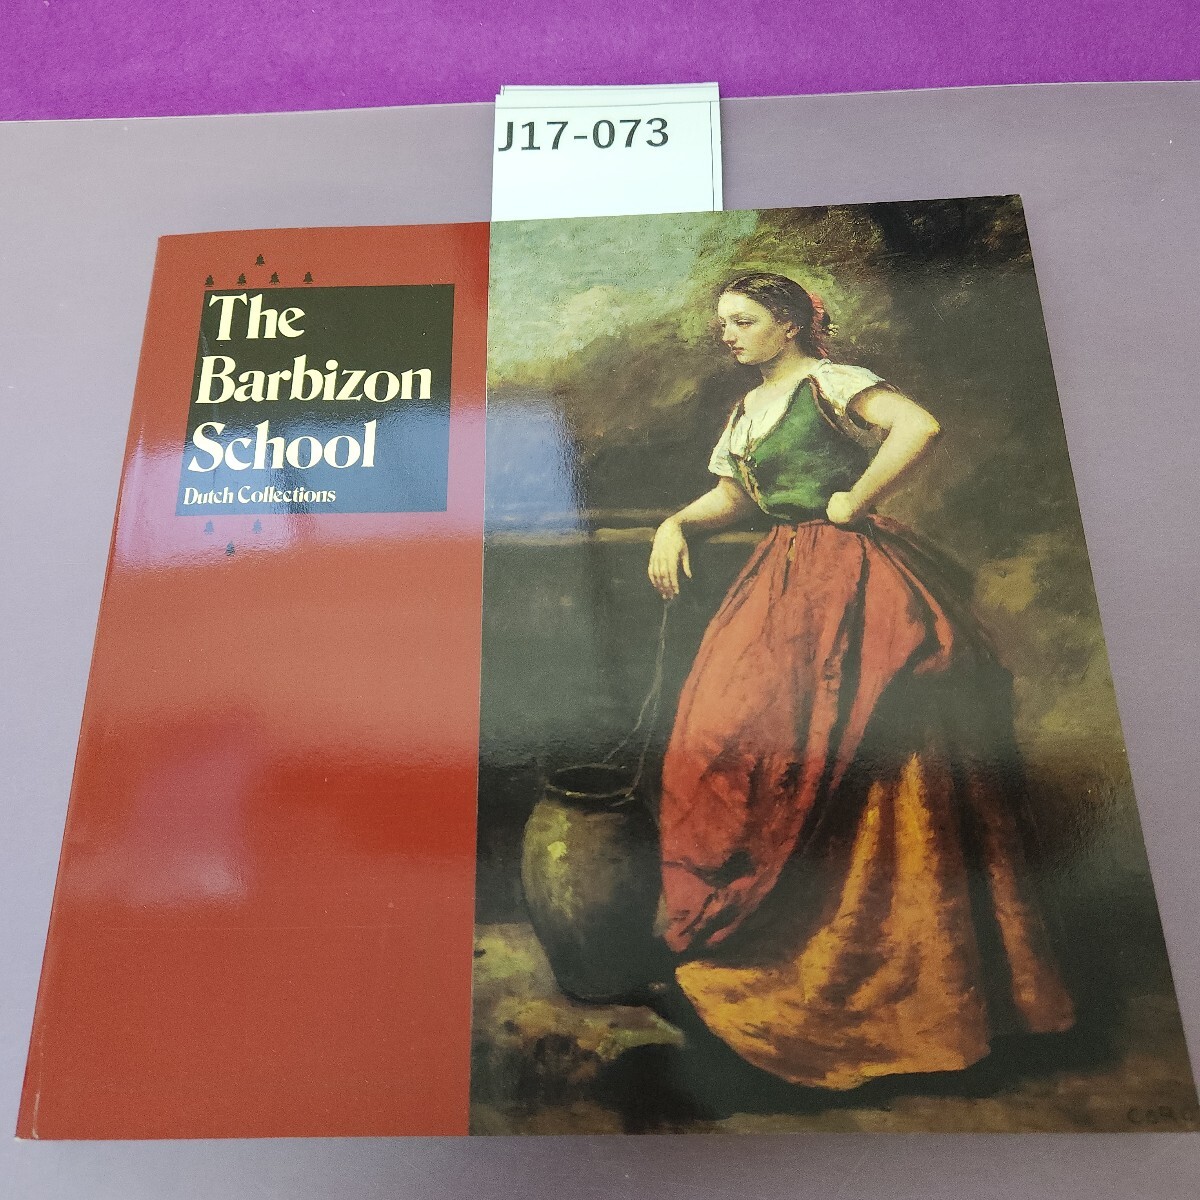 J17-073
The
Barbizon
School
Dutch Collections